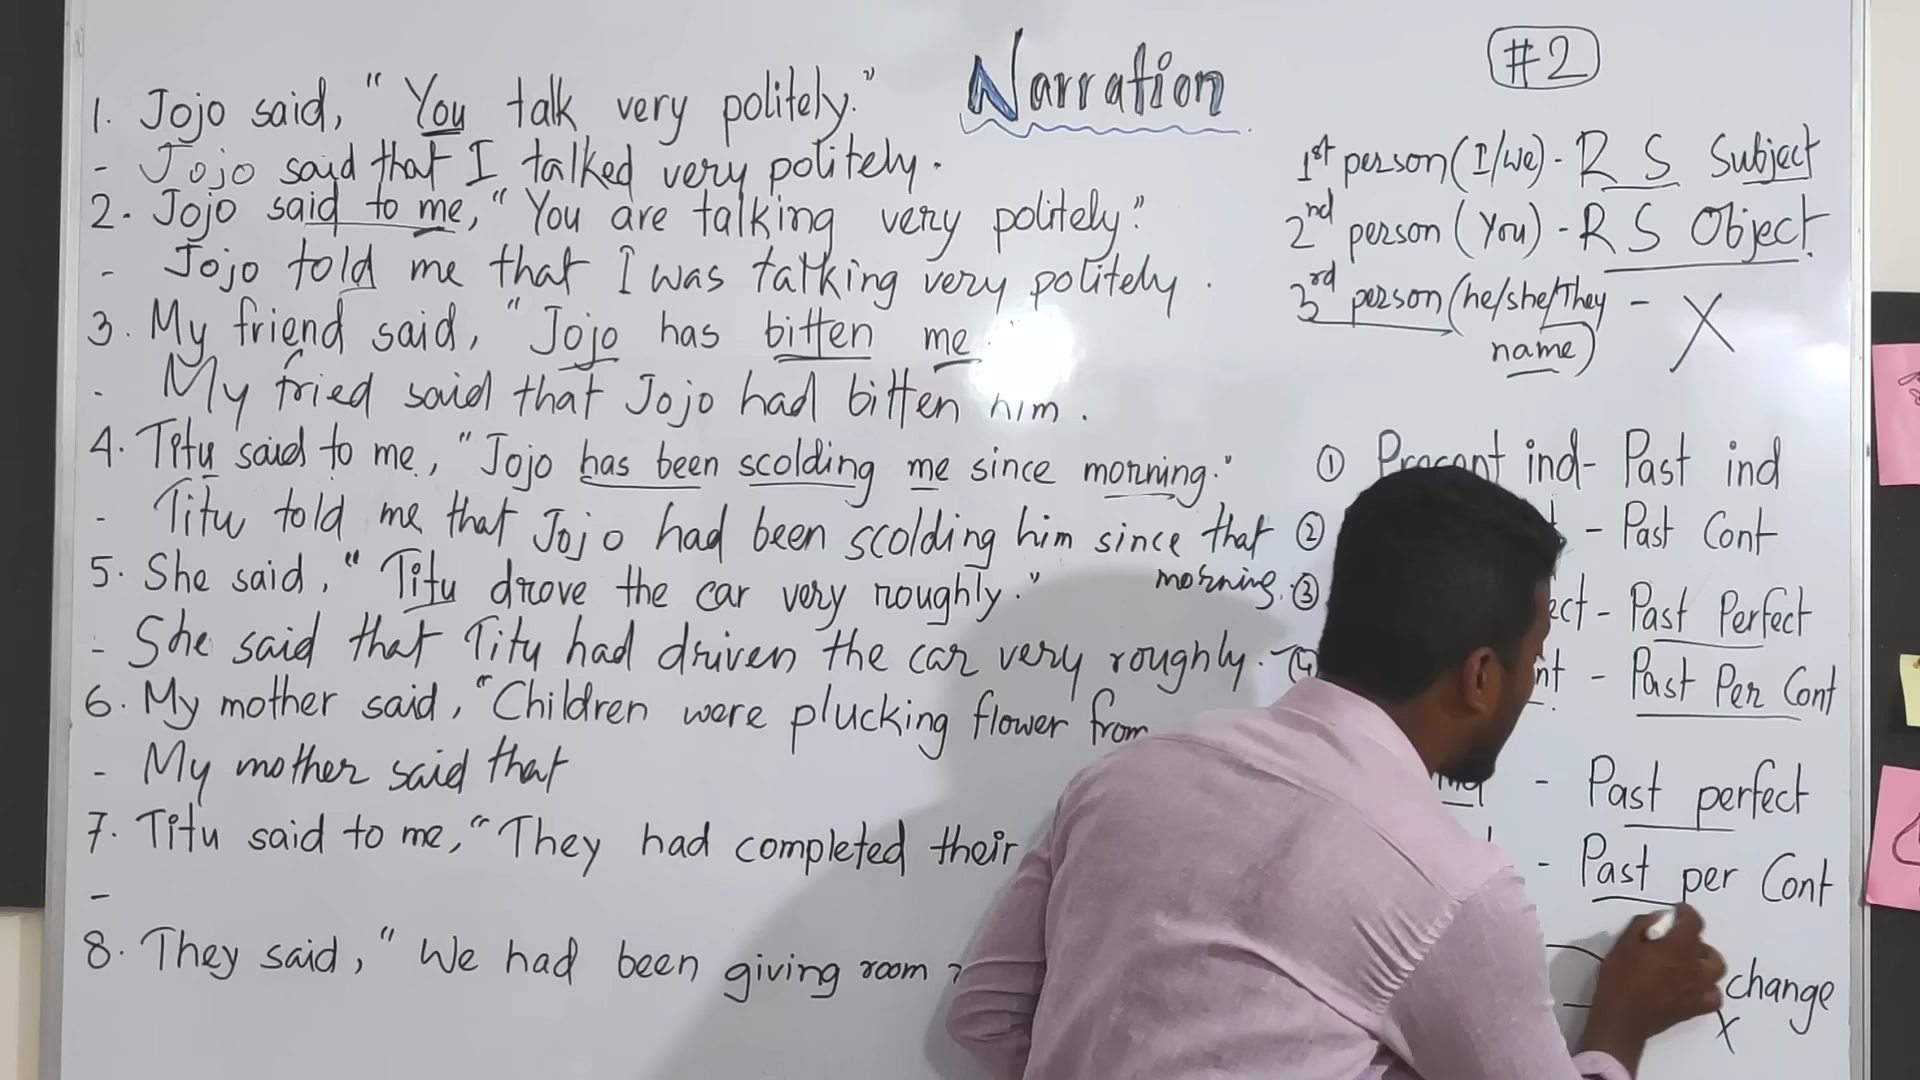 Narration
#2
1. Jojo said, "You talk very politely."
- Jojo said that I talked very politely.
2. Jojo said to me, "You are talking very politely."
- Jojo told me that I was talking very politely.
3. My friend said, "Jojo has bitten me."
- My fried said that Jojo had bitten him.
4. Titu said to me, "Jojo has been scolding me since morning."
- Titu told me that Jojo had been scolding him since that
morning.
5. She said, "Titu drove the car very roughly."
- She said that Titu had driven the car very roughly.
6. My mother said, "Children were plucking flower from
- My mother said that
7. Titu said to me, "They had completed their
-
8. They said, "We had been giving room
1st person (I/We) - R S Subject
2nd person (You) - R S Object.
3rd person (he/she/They - X
name)
① Present ind - Past ind
② - Past Cont
③ ect - Past Perfect
④ nt - Past Per Cont
- Past perfect
- Past per Cont
change
X